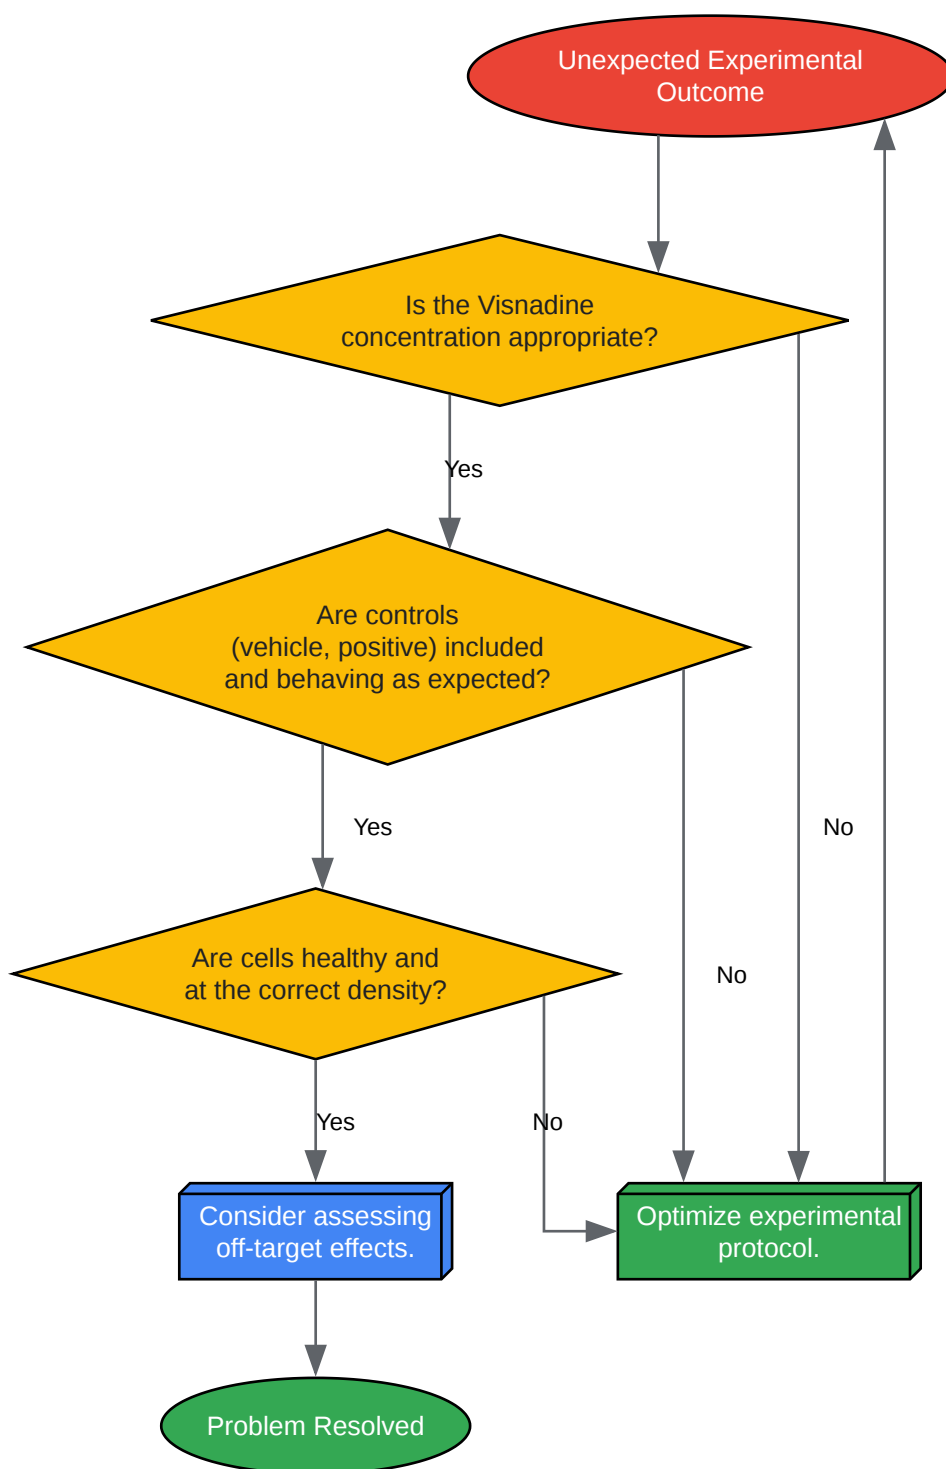 Unexpected Experimental
Outcome
Is the Visnadine
concentration appropriate?
Yes
Are controls
(vehicle, positive) included
and behaving as expected?
Yes
No
Are cells healthy and
at the correct density?
No
Yes
No
Consider assessing
off-target effects.
Optimize experimental
protocol.
Problem Resolved